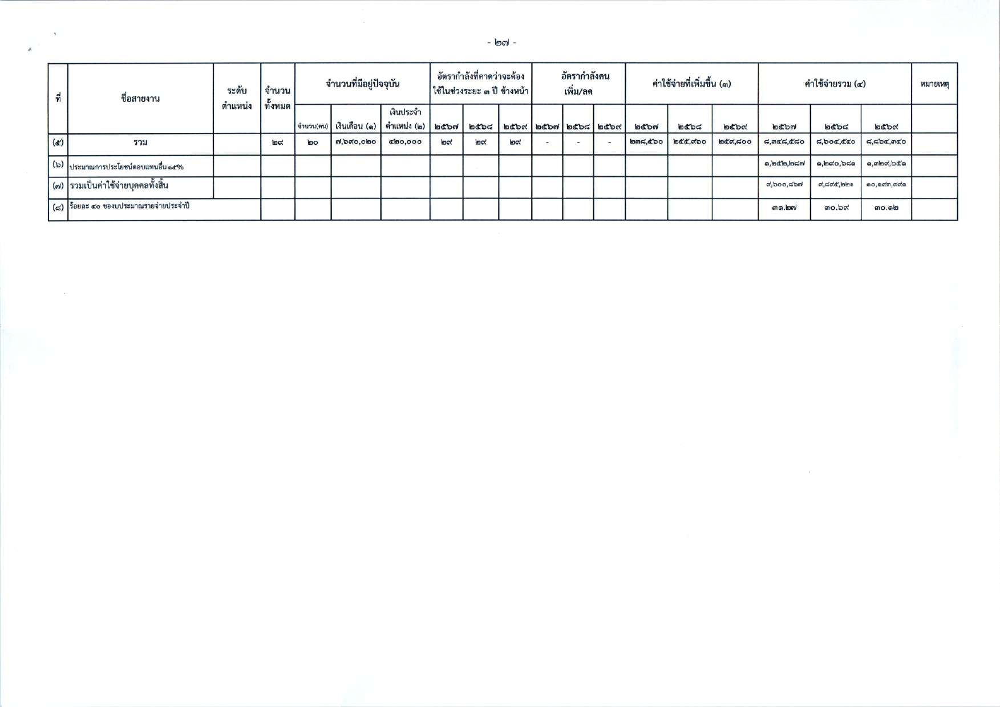 - ๒๗ -
ที่ ชื่อสายงาน ระดับ ตำแหน่ง จำนวน ทั้งหมด จำนวนที่มีอยู่ปัจจุบัน อัตรากำลังที่คาดว่าจะต้อง ใช้ในช่วงระยะ ๓ ปี ข้างหน้า อัตรากำลังคน เพิ่ม/ลด ค่าใช้จ่ายที่เพิ่มขึ้น (๓) ค่าใช้จ่ายรวม (๔) หมายเหตุ
จำนวน(คน) เงินเดือน (๑) เงินประจำ ตำแหน่ง (๒) ๒๕๖๗ ๒๕๖๘ ๒๕๖๙ ๒๕๖๗ ๒๕๖๘ ๒๕๖๙ ๒๕๖๗ ๒๕๖๘ ๒๕๖๙ ๒๕๖๗ ๒๕๖๘ ๒๕๖๙
(๕) รวม ๒๙ ๒๐ ๗,๖๙๐,๐๒๐ ๔๒๐,๐๐๐ ๒๙ ๒๙ ๒๙ - - - ๒๓๘,๕๖๐ ๒๕๕,๙๖๐ ๒๕๙,๘๐๐ ๘,๓๔๘,๕๘๐ ๘,๖๐๔,๕๔๐ ๘,๘๖๔,๓๔๐
(๖) ประมาณการประโยชน์ตอบแทนอื่น๑๕% ๑,๒๕๒,๒๘๗ ๑,๒๙๐,๖๘๑ ๑,๓๒๙,๖๕๑
(๗) รวมเป็นค่าใช้จ่ายบุคคลทั้งสิ้น ๙,๖๐๐,๘๖๗ ๙,๘๙๕,๒๒๑ ๑๐,๑๙๓,๙๙๑
(๘) ร้อยละ ๔๐ ของบประมาณรายจ่ายประจำปี ๓๑.๒๗ ๓๐.๖๙ ๓๐.๑๒